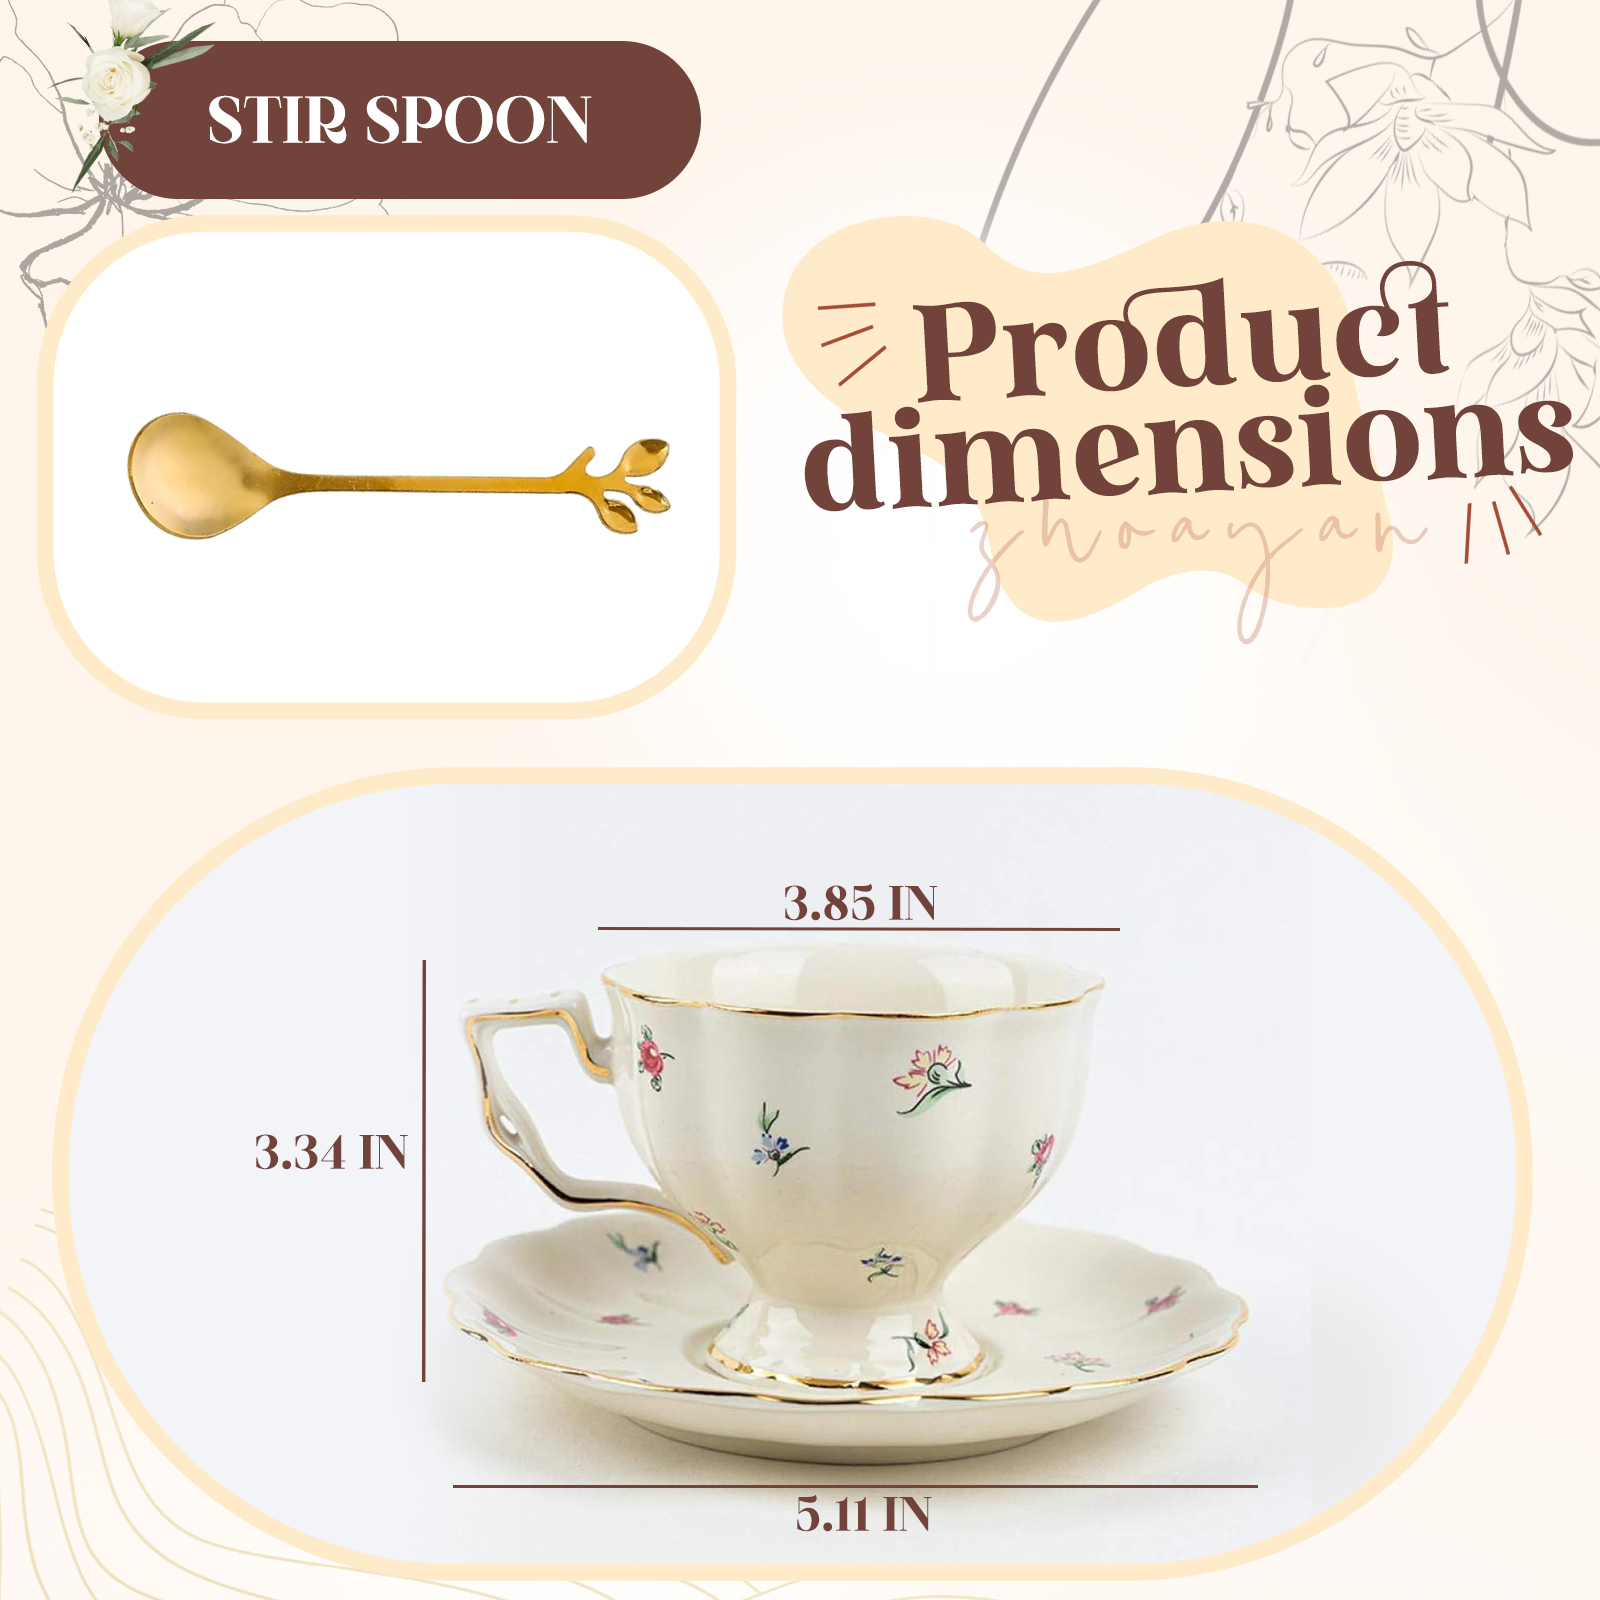 STIR SPOON
Product
dimensions
zhoayan
3.85 IN
3.34 IN
5.11 IN